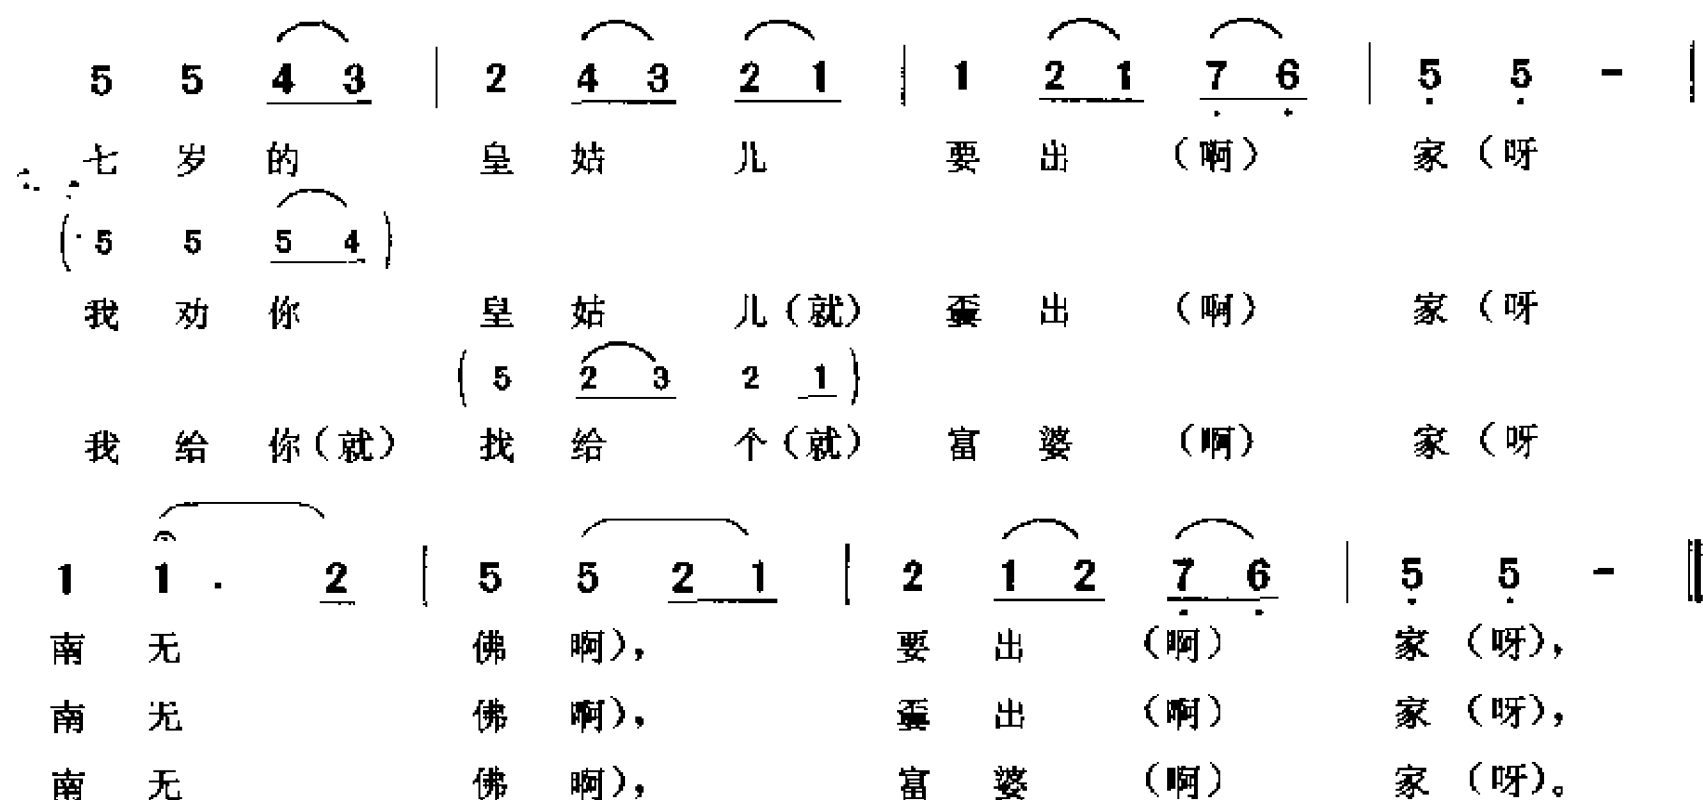 5 5 4 3 | 2 4 3 2 1 | 1 2 1 7̣ 6̣ | 5̣ 5̣ - |
七 岁 的 皇 姑 儿 要 出 （啊） 家（呀
(5 5 5 4)
我 劝 你 皇 姑 儿（就） 嫑 出 （啊） 家（呀
(5 2 3 2 1)
我 给 你（就） 找 给 个（就） 富 婆 （啊） 家（呀
1 1 . 2 | 5 5 2 1 | 2 1 2 7̣ 6̣ | 5̣ 5̣ - ‖
南 无 佛 啊）， 要 出 （啊） 家（呀），
南 无 佛 啊）， 嫑 出 （啊） 家（呀），
南 无 佛 啊）， 富 婆 （啊） 家（呀）。